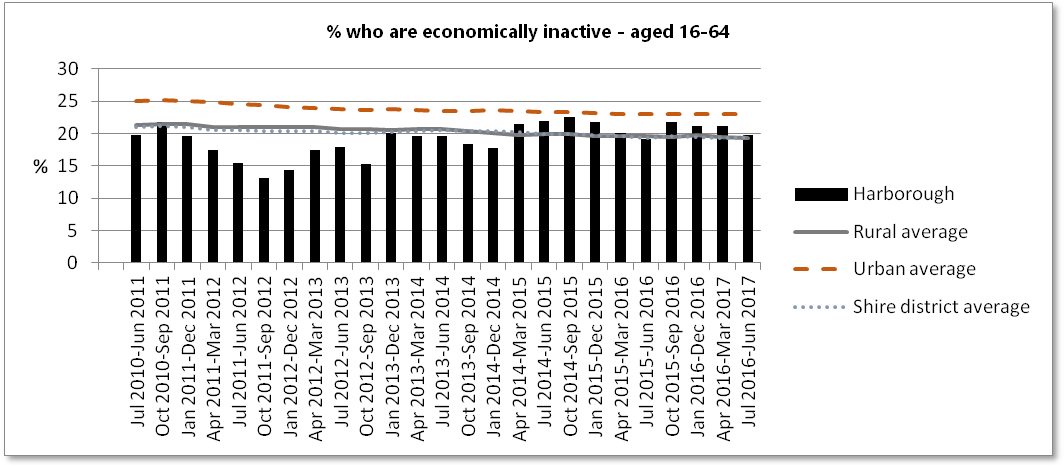 % who are economically inactive - aged 16-64
30
25
20
15
10
5
0
%
Jul 2010-Jun 2011
Oct 2010-Sep 2011
Jan 2011-Dec 2011
Apr 2011-Mar 2012
Jul 2011-Jun 2012
Oct 2011-Sep 2012
Jan 2012-Dec 2012
Apr 2012-Mar 2013
Jul 2012-Jun 2013
Oct 2012-Sep 2013
Jan 2013-Dec 2013
Apr 2013-Mar 2014
Jul 2013-Jun 2014
Oct 2013-Sep 2014
Jan 2014-Dec 2014
Apr 2014-Mar 2015
Jul 2014-Jun 2015
Oct 2014-Sep 2015
Jan 2015-Dec 2015
Apr 2015-Mar 2016
Jul 2015-Jun 2016
Oct 2015-Sep 2016
Jan 2016-Dec 2016
Apr 2016-Mar 2017
Jul 2016-Jun 2017
Harborough
Rural average
Urban average
Shire district average